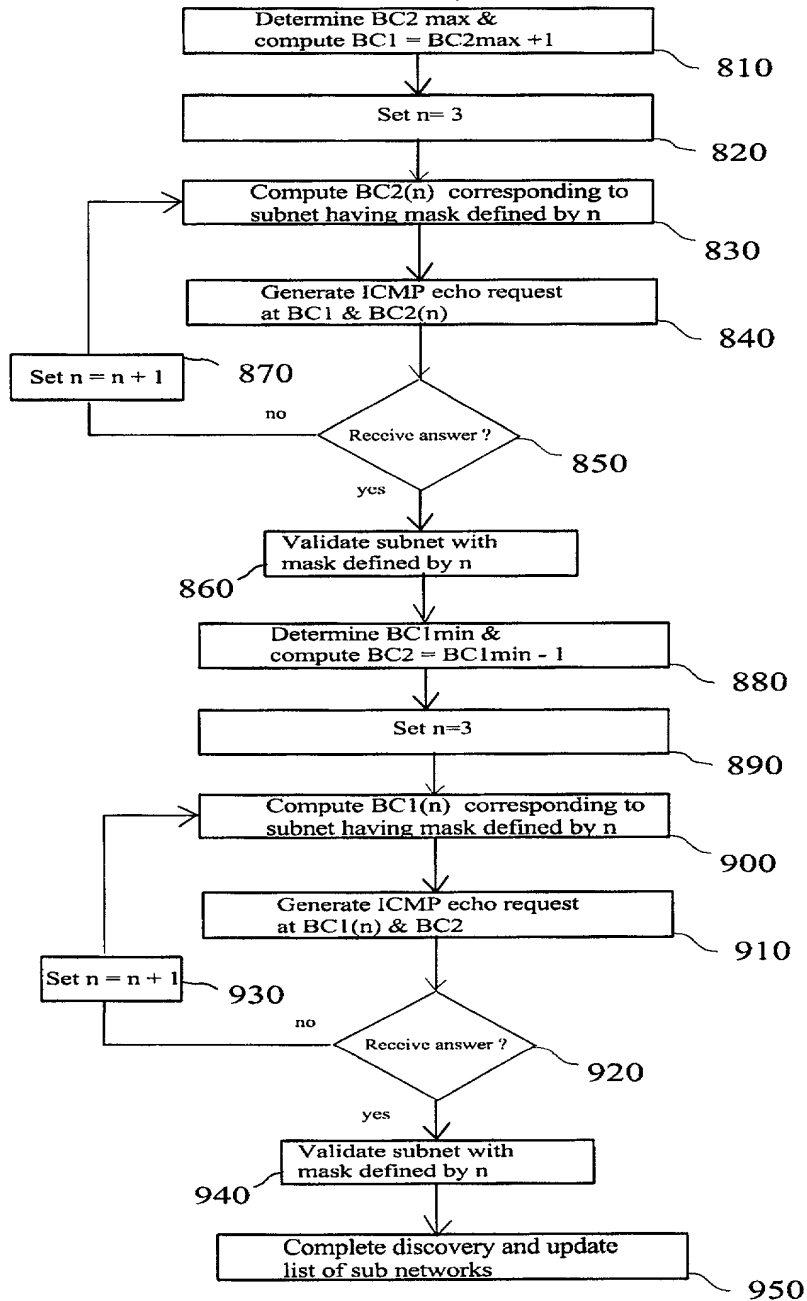 Determine BC2 max &
compute BC1 = BC2max +1
810
Set n= 3
820
Compute BC2(n) corresponding to
subnet having mask defined by n
830
Generate ICMP echo request
at BC1 & BC2(n)
840
Set n = n + 1
870
no
Receive answer ?
850
yes
Validate subnet with
mask defined by n
860
Determine BC1min &
compute BC2 = BC1min - 1
880
Set n=3
890
Compute BC1(n) corresponding to
subnet having mask defined by n
900
Generate ICMP echo request
at BC1(n) & BC2
910
Set n = n + 1
930
no
Receive answer ?
920
yes
Validate subnet with
mask defined by n
940
Complete discovery and update
list of sub networks
950